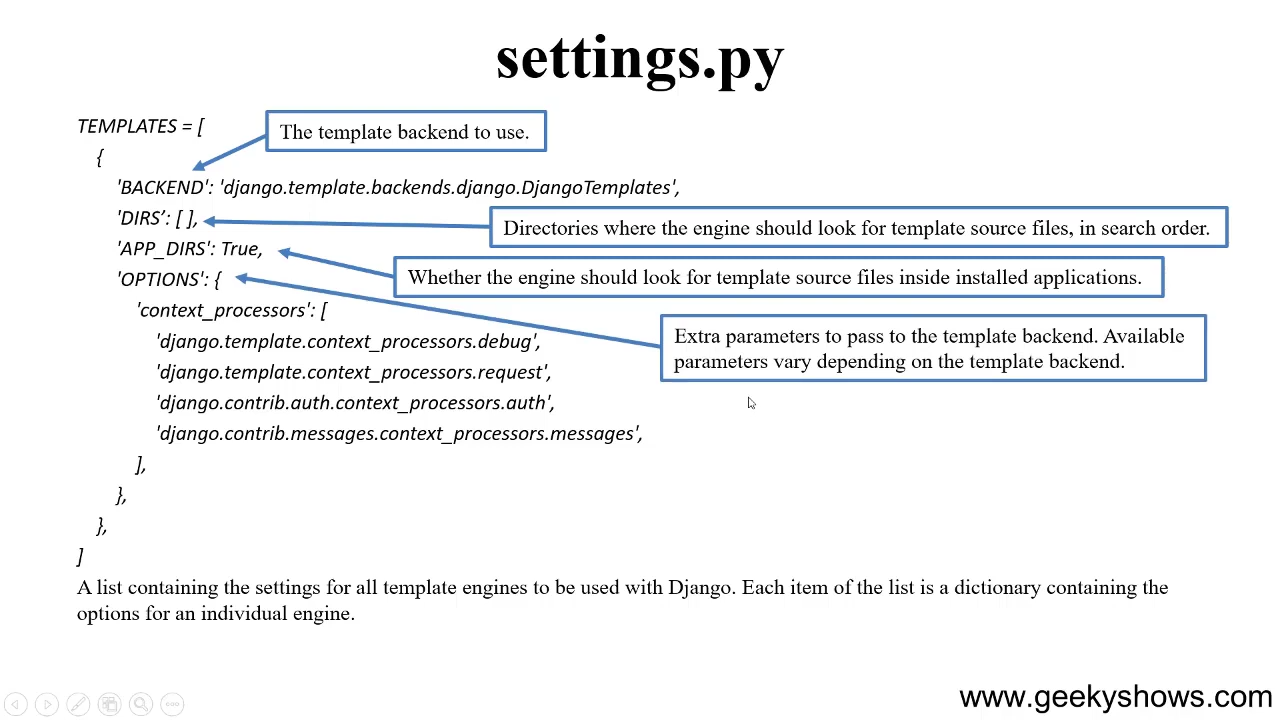 settings.py
TEMPLATES = [
The template backend to use.
{
'BACKEND': 'django.template.backends.django.DjangoTemplates',
'DIRS’: [ ],
Directories where the engine should look for template source files, in search order.
'APP_DIRS': True,
Whether the engine should look for template source files inside installed applications.
'OPTIONS': {
'context_processors': [
Extra parameters to pass to the template backend. Available
parameters vary depending on the template backend.
'django.template.context_processors.debug',
'django.template.context_processors.request',
'django.contrib.auth.context_processors.auth',
'django.contrib.messages.context_processors.messages',
],
},
},
]
A list containing the settings for all template engines to be used with Django. Each item of the list is a dictionary containing the
options for an individual engine.
www.geekyshows.com